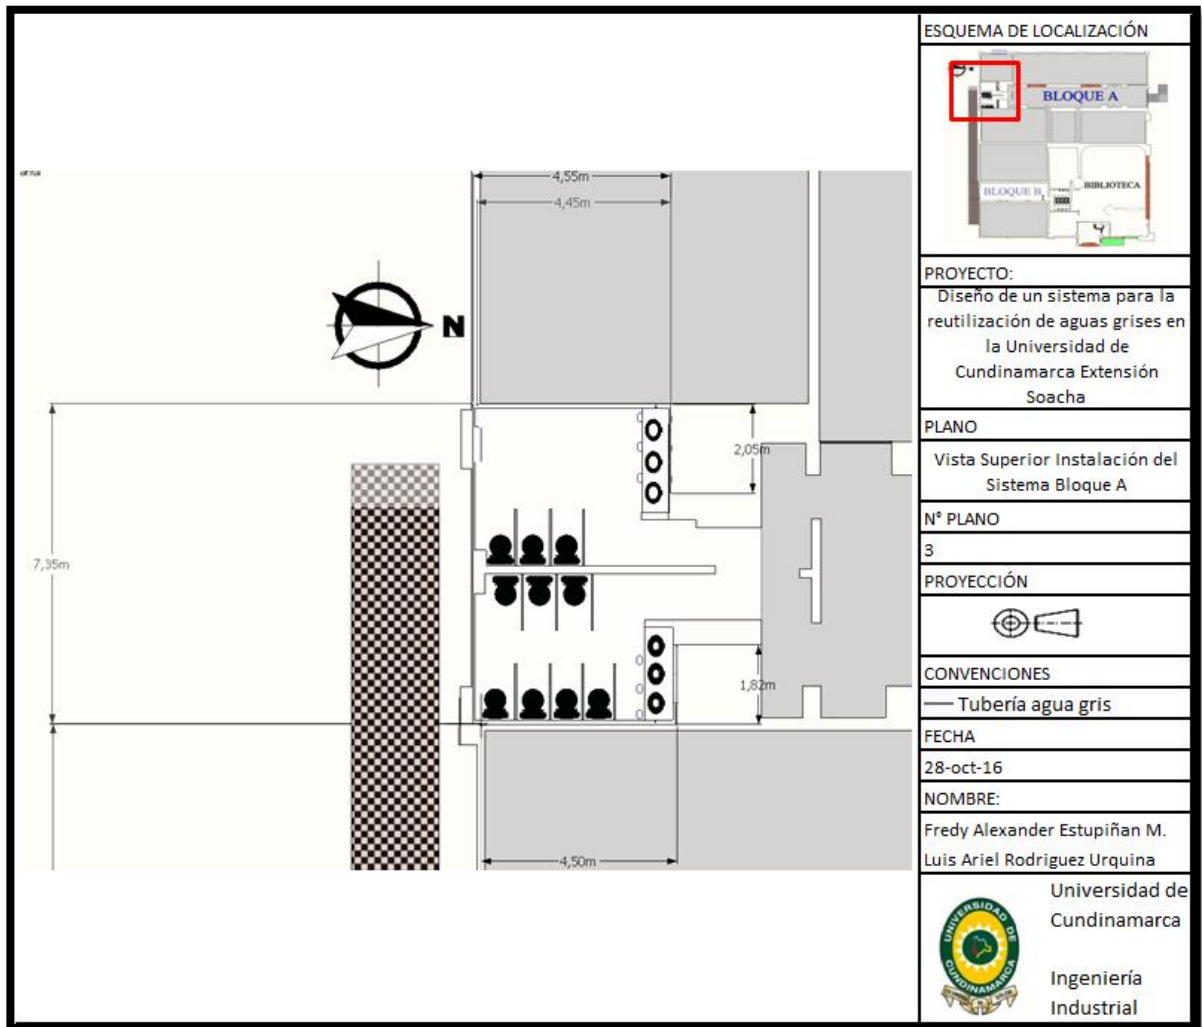 ESQUEMA DE LOCALIZACIÓN
BLOQUE A
BLOQUE B
BIBLIOTECA
PROYECTO:
Diseño de un sistema para la
reutilización de aguas grises en
la Universidad de
Cundinamarca Extensión
Soacha
PLANO
Vista Superior Instalación del
Sistema Bloque A
N° PLANO
3
PROYECCIÓN
CONVENCIONES
Tubería agua gris
FECHA
28-oct-16
NOMBRE:
Fredy Alexander Estupiñan M.
Luis Ariel Rodriguez Urquina
UNIVERSIDAD DE
CUNDINAMARCA
Universidad de
Cundinamarca
Ingeniería
Industrial
4,55m
4,45m
N
2,05m
7,35m
1,82m
4,50m